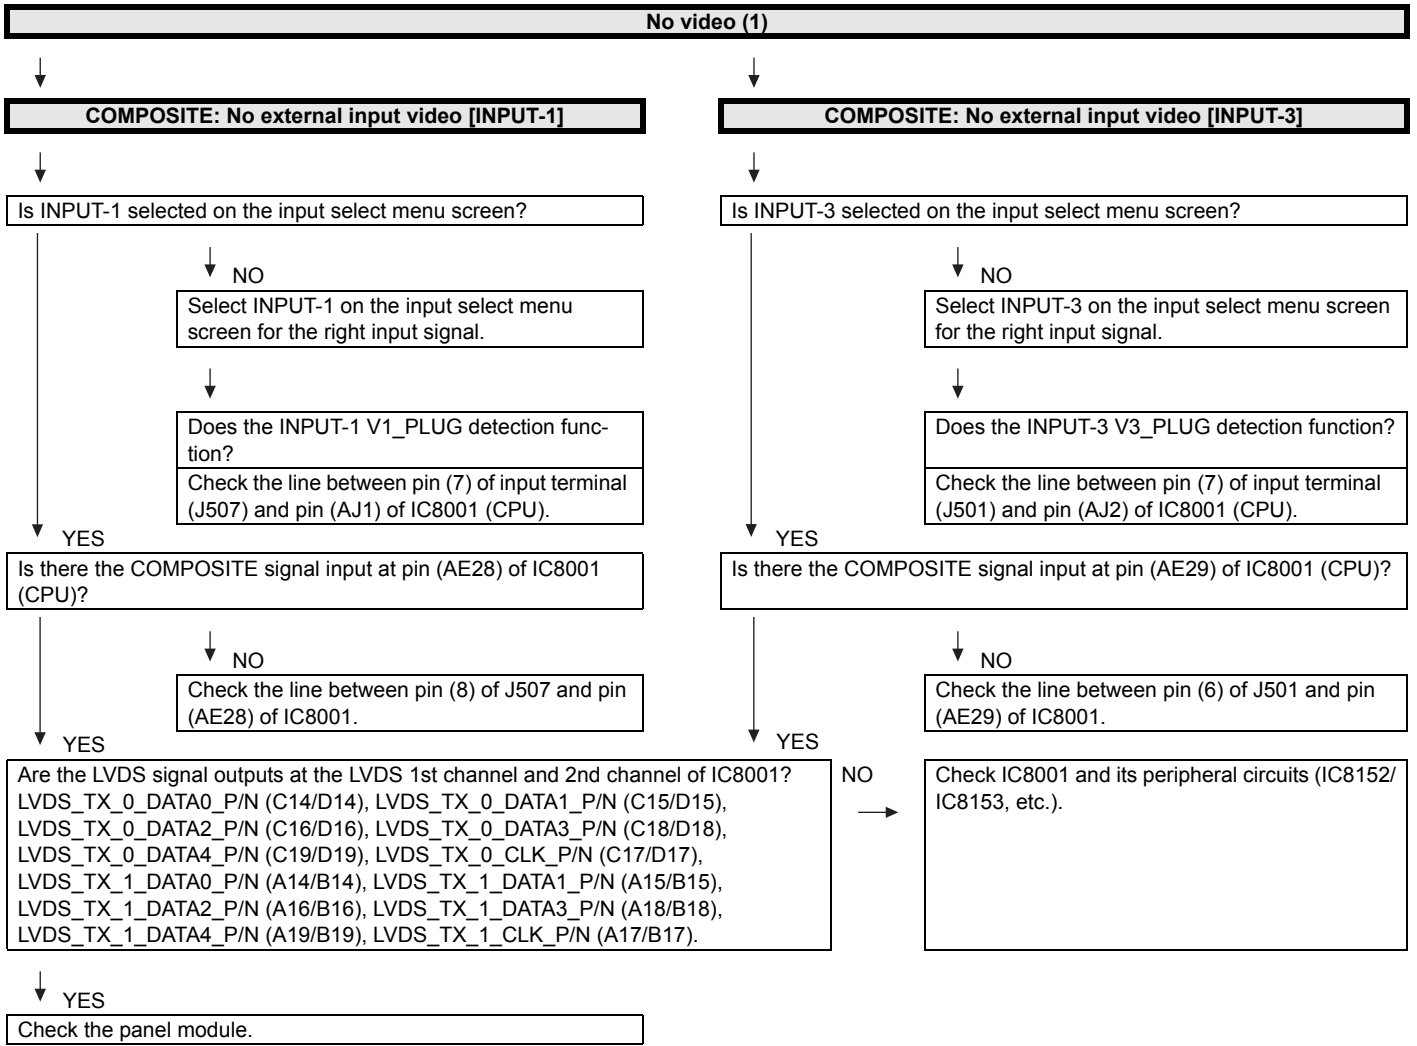 No video (1)
COMPOSITE: No external input video [INPUT-1]
Is INPUT-1 selected on the input select menu screen?
NO
Select INPUT-1 on the input select menu
screen for the right input signal.
Does the INPUT-1 V1_PLUG detection func-
tion?
Check the line between pin (7) of input terminal
(J507) and pin (AJ1) of IC8001 (CPU).
YES
Is there the COMPOSITE signal input at pin (AE28) of IC8001
(CPU)?
NO
Check the line between pin (8) of J507 and pin
(AE28) of IC8001.
YES
COMPOSITE: No external input video [INPUT-3]
Is INPUT-3 selected on the input select menu screen?
NO
Select INPUT-3 on the input select menu screen
for the right input signal.
Does the INPUT-3 V3_PLUG detection function?
Check the line between pin (7) of input terminal
(J501) and pin (AJ2) of IC8001 (CPU).
YES
Is there the COMPOSITE signal input at pin (AE29) of IC8001 (CPU)?
NO
Check the line between pin (6) of J501 and pin
(AE29) of IC8001.
YES
Are the LVDS signal outputs at the LVDS 1st channel and 2nd channel of IC8001?
LVDS_TX_0_DATA0_P/N (C14/D14), LVDS_TX_0_DATA1_P/N (C15/D15),
LVDS_TX_0_DATA2_P/N (C16/D16), LVDS_TX_0_DATA3_P/N (C18/D18),
LVDS_TX_0_DATA4_P/N (C19/D19), LVDS_TX_0_CLK_P/N (C17/D17),
LVDS_TX_1_DATA0_P/N (A14/B14), LVDS_TX_1_DATA1_P/N (A15/B15),
LVDS_TX_1_DATA2_P/N (A16/B16), LVDS_TX_1_DATA3_P/N (A18/B18),
LVDS_TX_1_DATA4_P/N (A19/B19), LVDS_TX_1_CLK_P/N (A17/B17).
NO
Check IC8001 and its peripheral circuits (IC8152/
IC8153, etc.).
YES
Check the panel module.